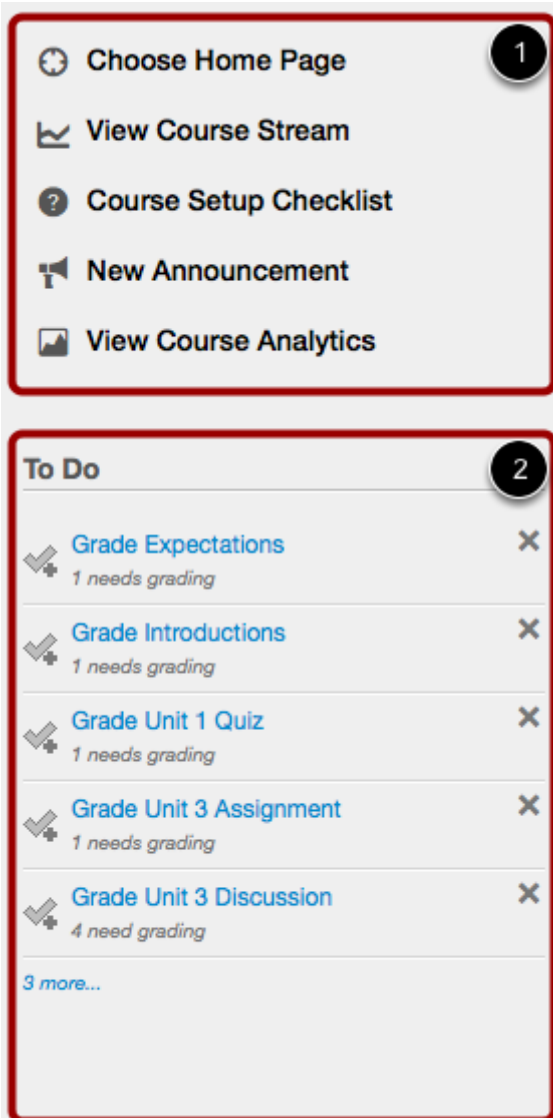 1
Choose Home Page
View Course Stream
? Course Setup Checklist
New Announcement
View Course Analytics
2
To Do
Grade Expectations
1 needs grading
Grade Introductions
1 needs grading
Grade Unit 1 Quiz
1 needs grading
Grade Unit 3 Assignment
1 needs grading
Grade Unit 3 Discussion
4 need grading
3 more...